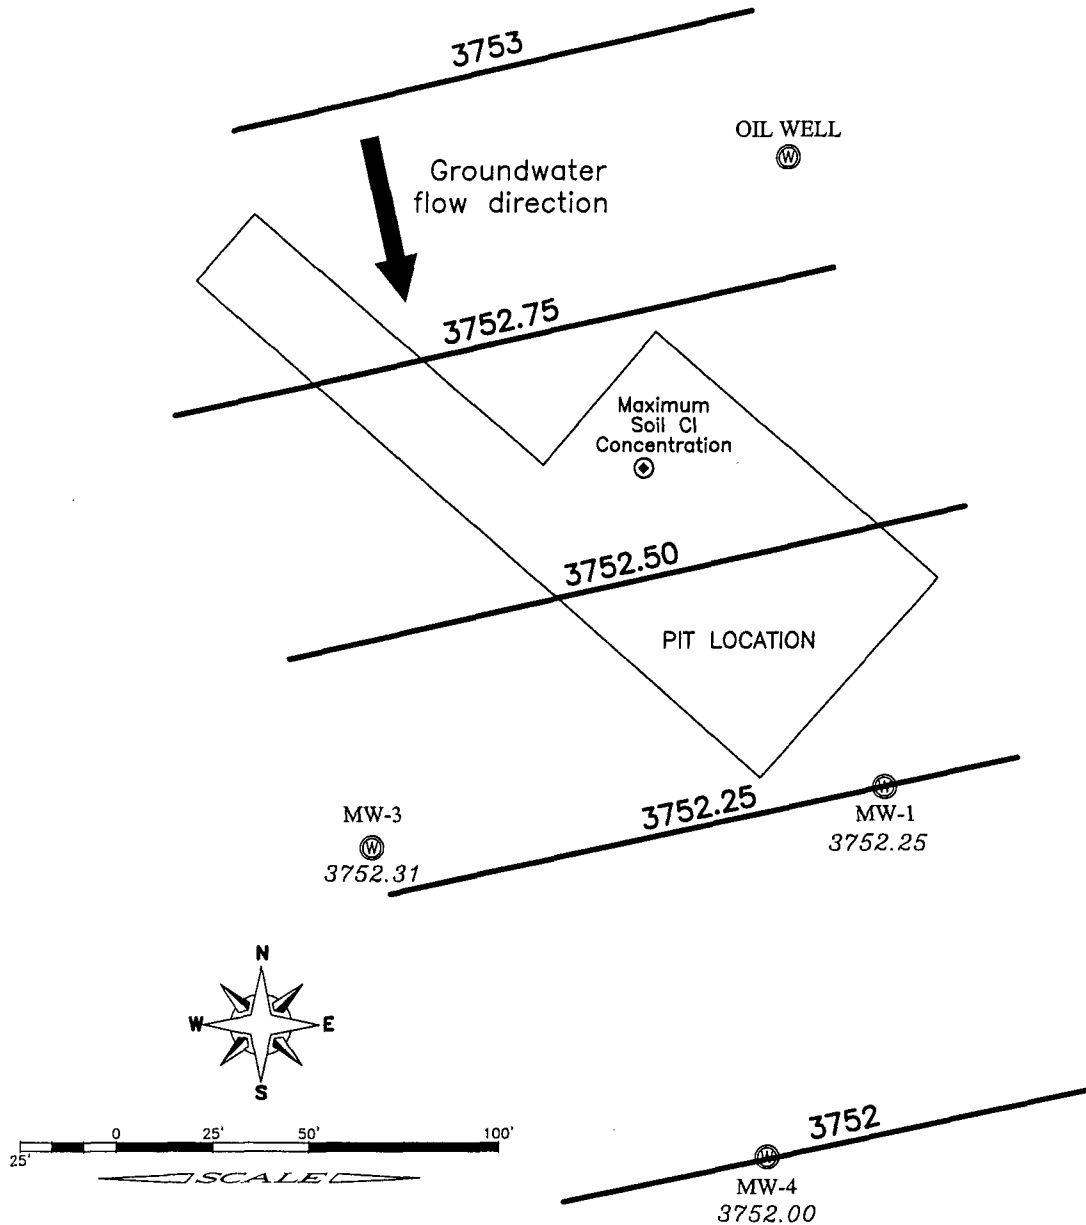 3753
OIL WELL
W
Groundwater
flow direction
3752.75
Maximum
Soil Cl
Concentration
3752.50
PIT LOCATION
3752.25
W
MW-1
3752.25
MW-3
W
3752.31
N
W
E
S
25'
0
25'
50'
100'
SCALE
3752
W
MW-4
3752.00